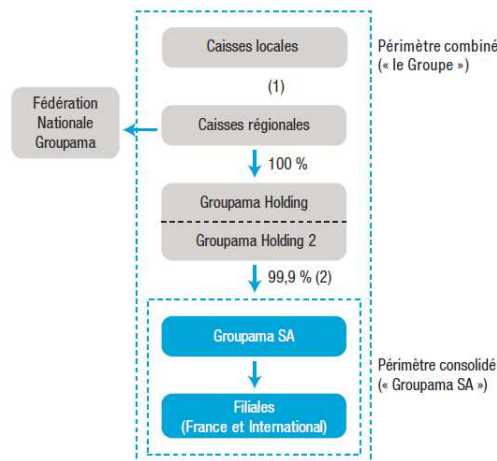 Caisses locales
Périmètre combiné
(« le Groupe »)
(1)
Fédération
Nationale
Groupama
Caisses régionales
100 %
Groupama Holding
Groupama Holding 2
99,9 % (2)
Groupama SA
Périmètre consolidé
(« Groupama SA »)
Filiales
(France et International)